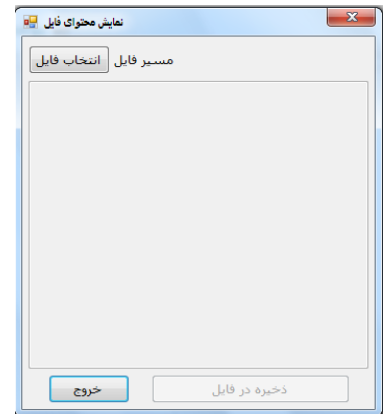 نمایش محتوای فایل
مسیر فایل انتخاب فایل
ذخیره در فایل خروج